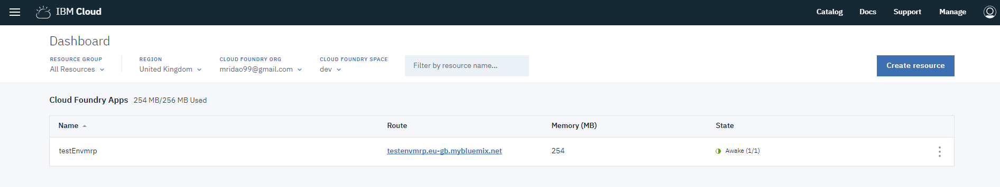 IBM Cloud Catalog Docs Support Manage
Dashboard
RESOURCE GROUP REGION CLOUD FOUNDRY ORG CLOUD FOUNDRY SPACE
All Resources United Kingdom mridao99@gmail.com dev Filter by resource name... Create resource
Cloud Foundry Apps 254 MB/256 MB Used
Name Route Memory (MB) State
testEnvmrp testenvmrp.eu-gb.mybluemix.net 254 Awake (1/1)